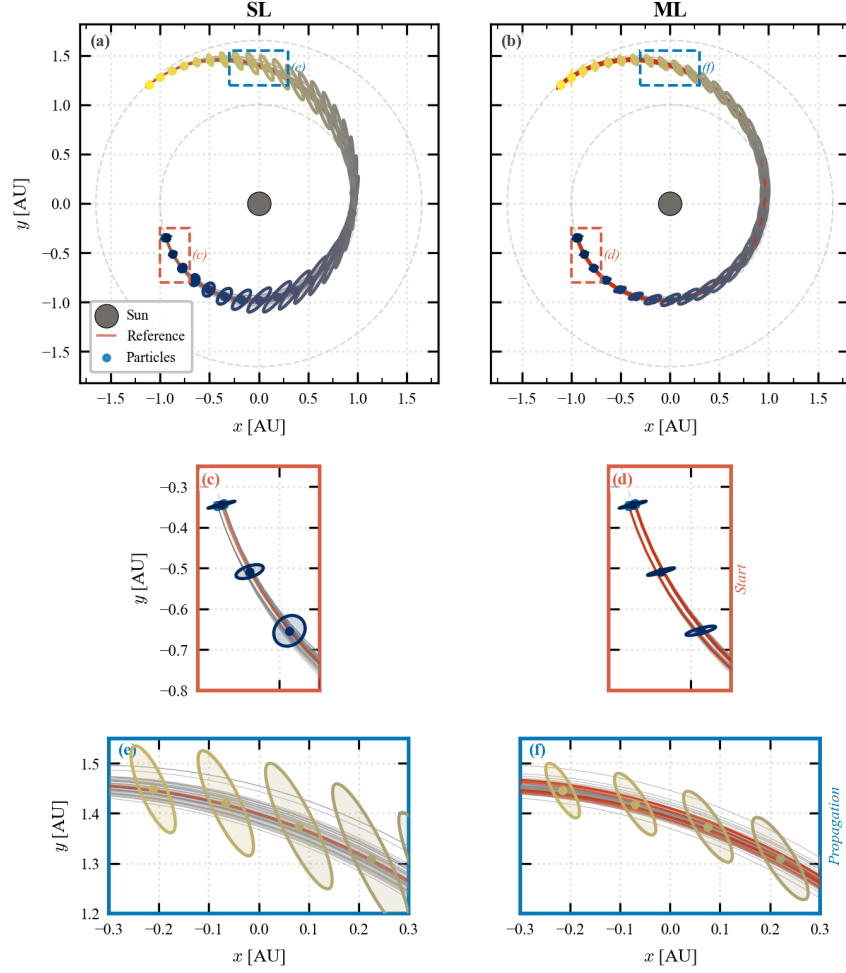 SL
ML
(a)
(b)
1.5
1.0
0.5
0.0
−0.5
−1.0
−1.5
y [AU]
(e)
(f)
(c)
(d)
Sun
Reference
Particles
−1.5 −1.0 −0.5 0.0 0.5 1.0 1.5
−1.5 −1.0 −0.5 0.0 0.5 1.0 1.5
x [AU]
x [AU]
(c)
(d)
−0.3
−0.4
−0.5
−0.6
−0.7
−0.8
y [AU]
Start
(e)
(f)
1.5
1.4
1.3
1.2
y [AU]
Propagation
−0.3 −0.2 −0.1 0.0 0.1 0.2 0.3
−0.3 −0.2 −0.1 0.0 0.1 0.2 0.3
x [AU]
x [AU]